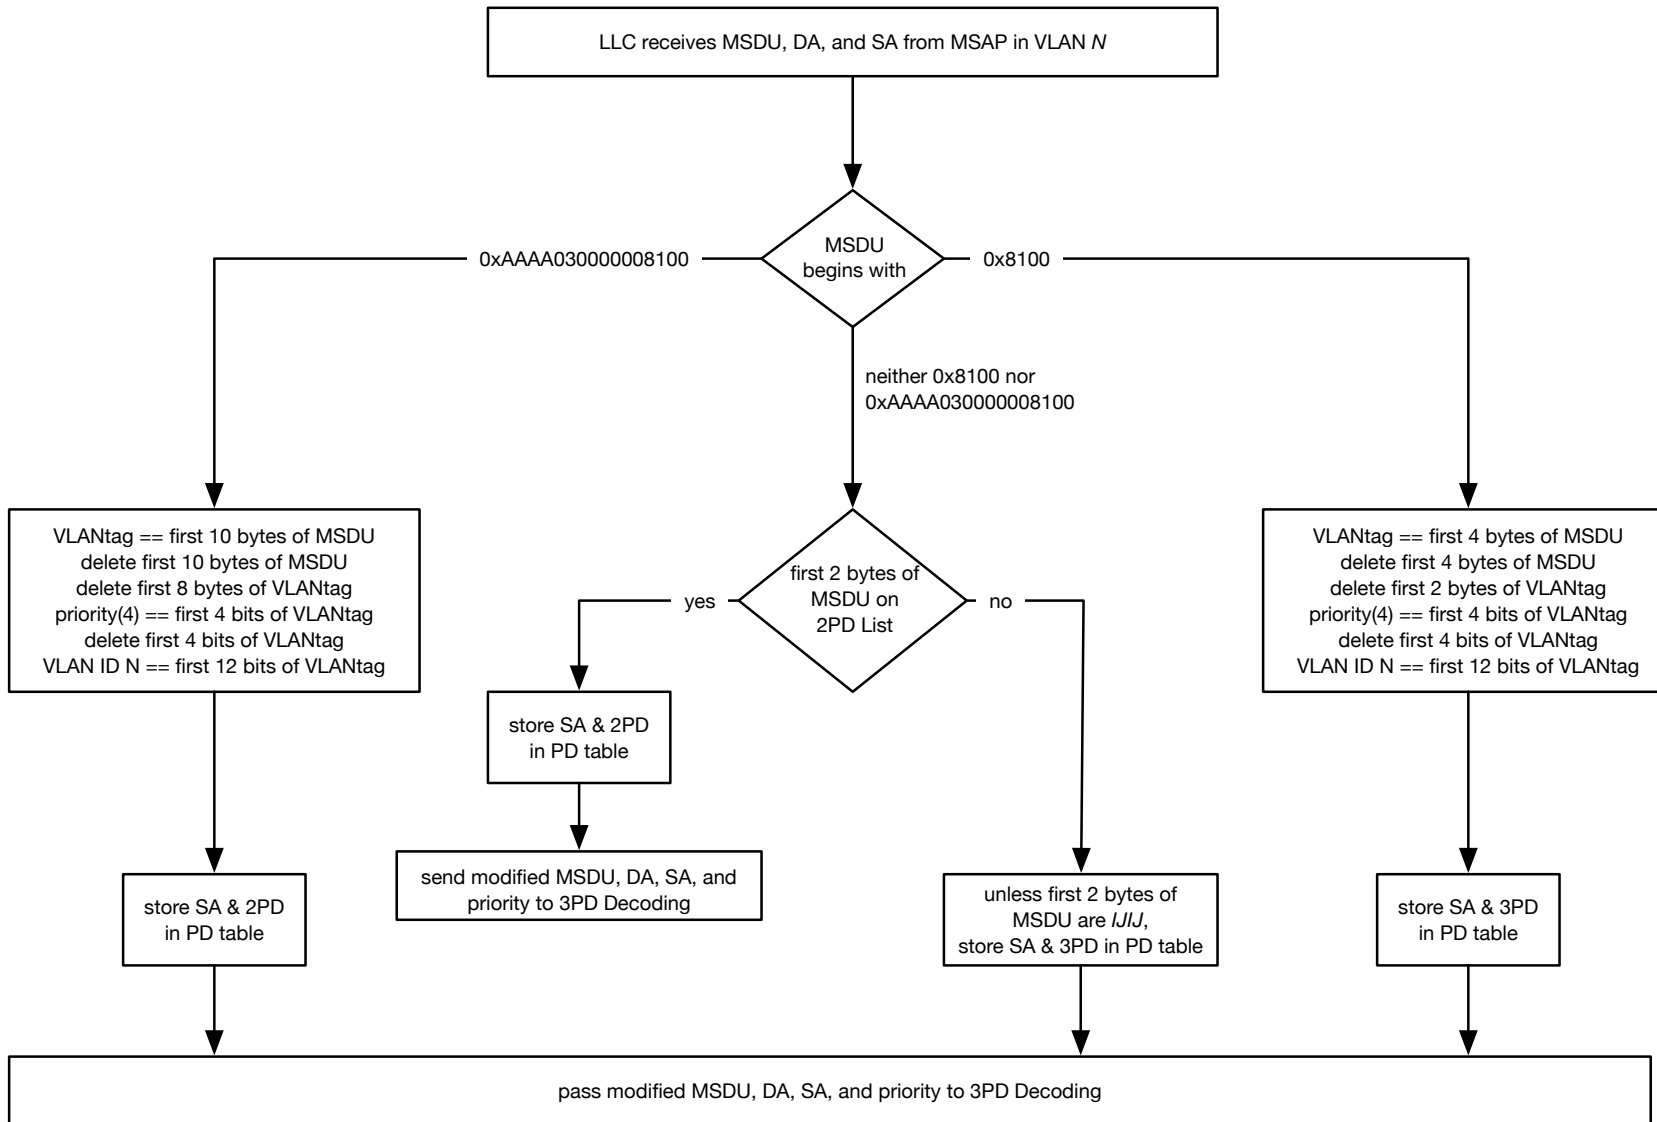 LLC receives MSDU, DA, and SA from MSAP in VLAN N
MSDU
begins with
0xAAAA030000008100
0x8100
neither 0x8100 nor
0xAAAA030000008100
VLANtag == first 10 bytes of MSDU
delete first 10 bytes of MSDU
delete first 8 bytes of VLANtag
priority(4) == first 4 bits of VLANtag
delete first 4 bits of VLANtag
VLAN ID N == first 12 bits of VLANtag
first 2 bytes of
MSDU on
2PD List
yes
no
VLANtag == first 4 bytes of MSDU
delete first 4 bytes of MSDU
delete first 2 bytes of VLANtag
priority(4) == first 4 bits of VLANtag
delete first 4 bits of VLANtag
VLAN ID N == first 12 bits of VLANtag
store SA & 2PD
in PD table
send modified MSDU, DA, SA, and
priority to 3PD Decoding
store SA & 2PD
in PD table
unless first 2 bytes of
MSDU are IJIJ,
store SA & 3PD in PD table
store SA & 3PD
in PD table
pass modified MSDU, DA, SA, and priority to 3PD Decoding